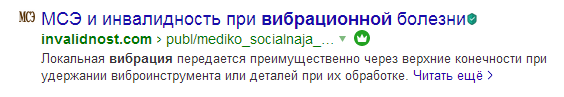 МСЭ МСЭ и инвалидность при вибрационной болезни
invalidnost.com › publ/mediko_socialnaja_...
Локальная вибрация передается преимущественно через верхние конечности при
удержании виброинструмента или деталей при их обработке. Читать ещё >